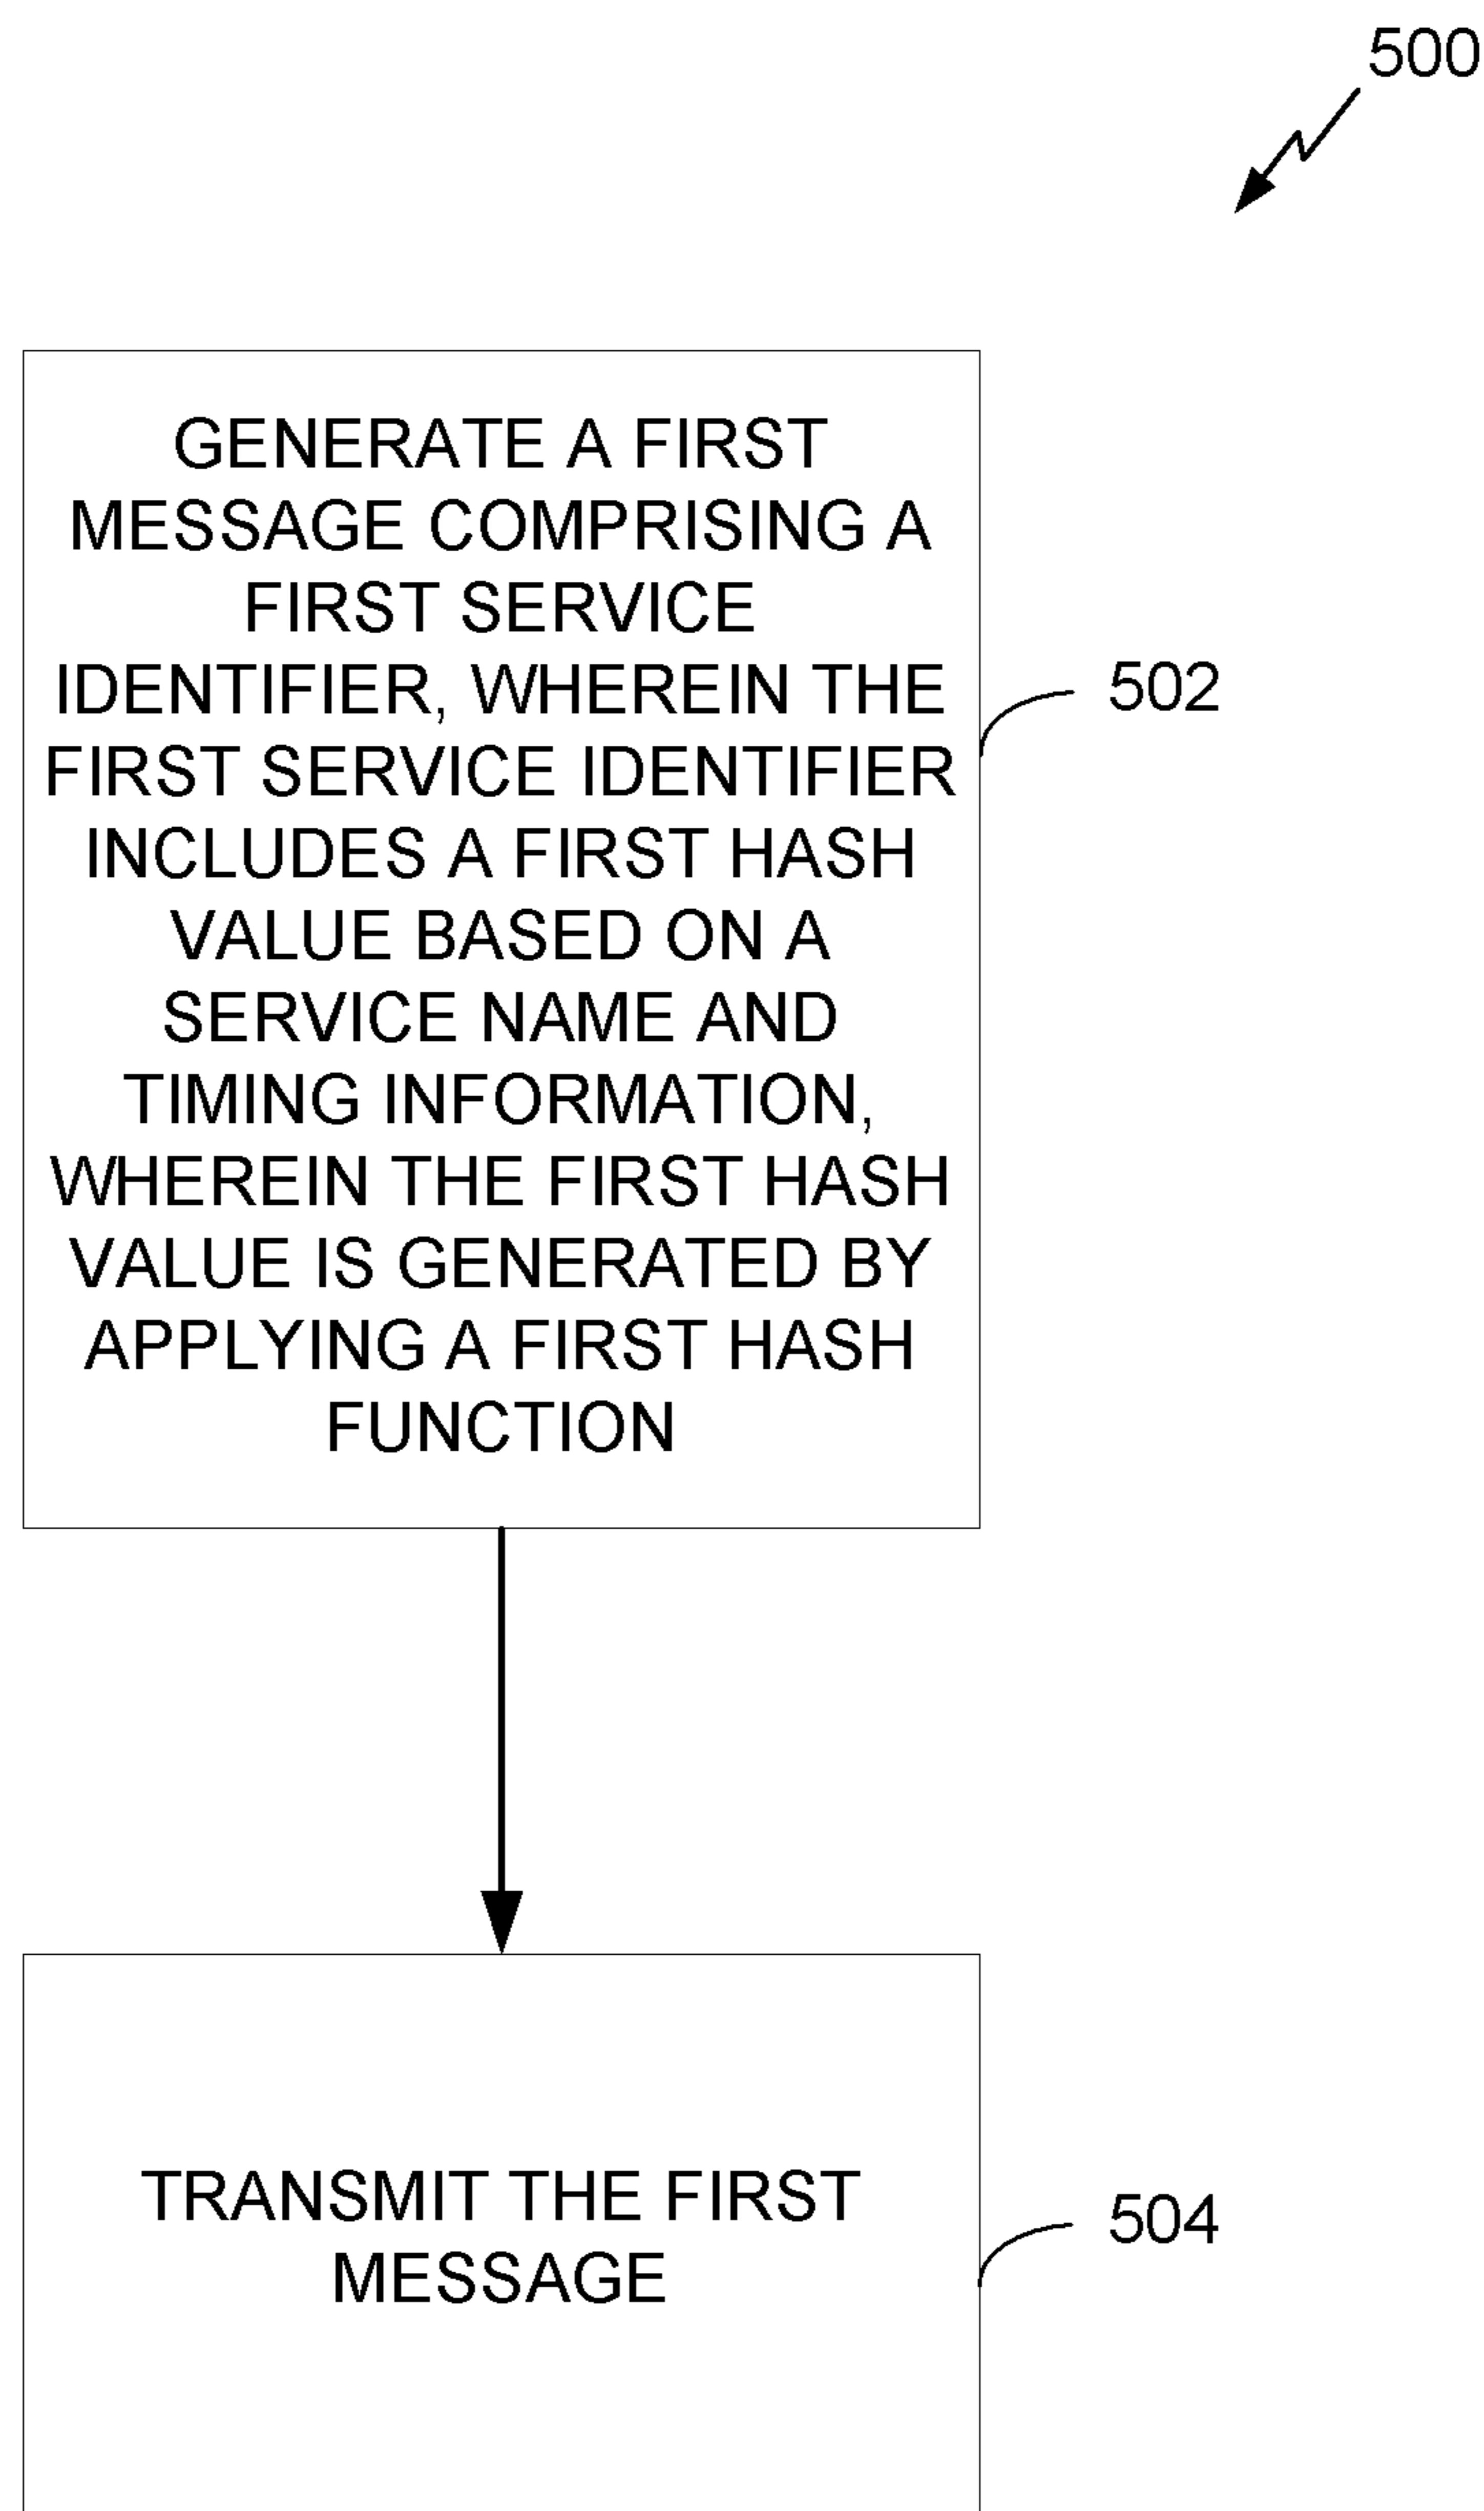 500
GENERATE A FIRST
MESSAGE COMPRISING A
FIRST SERVICE
IDENTIFIER, WHEREIN THE
FIRST SERVICE IDENTIFIER
INCLUDES A FIRST HASH
VALUE BASED ON A
SERVICE NAME AND
TIMING INFORMATION,
WHEREIN THE FIRST HASH
VALUE IS GENERATED BY
APPLYING A FIRST HASH
FUNCTION
502
TRANSMIT THE FIRST
MESSAGE
504